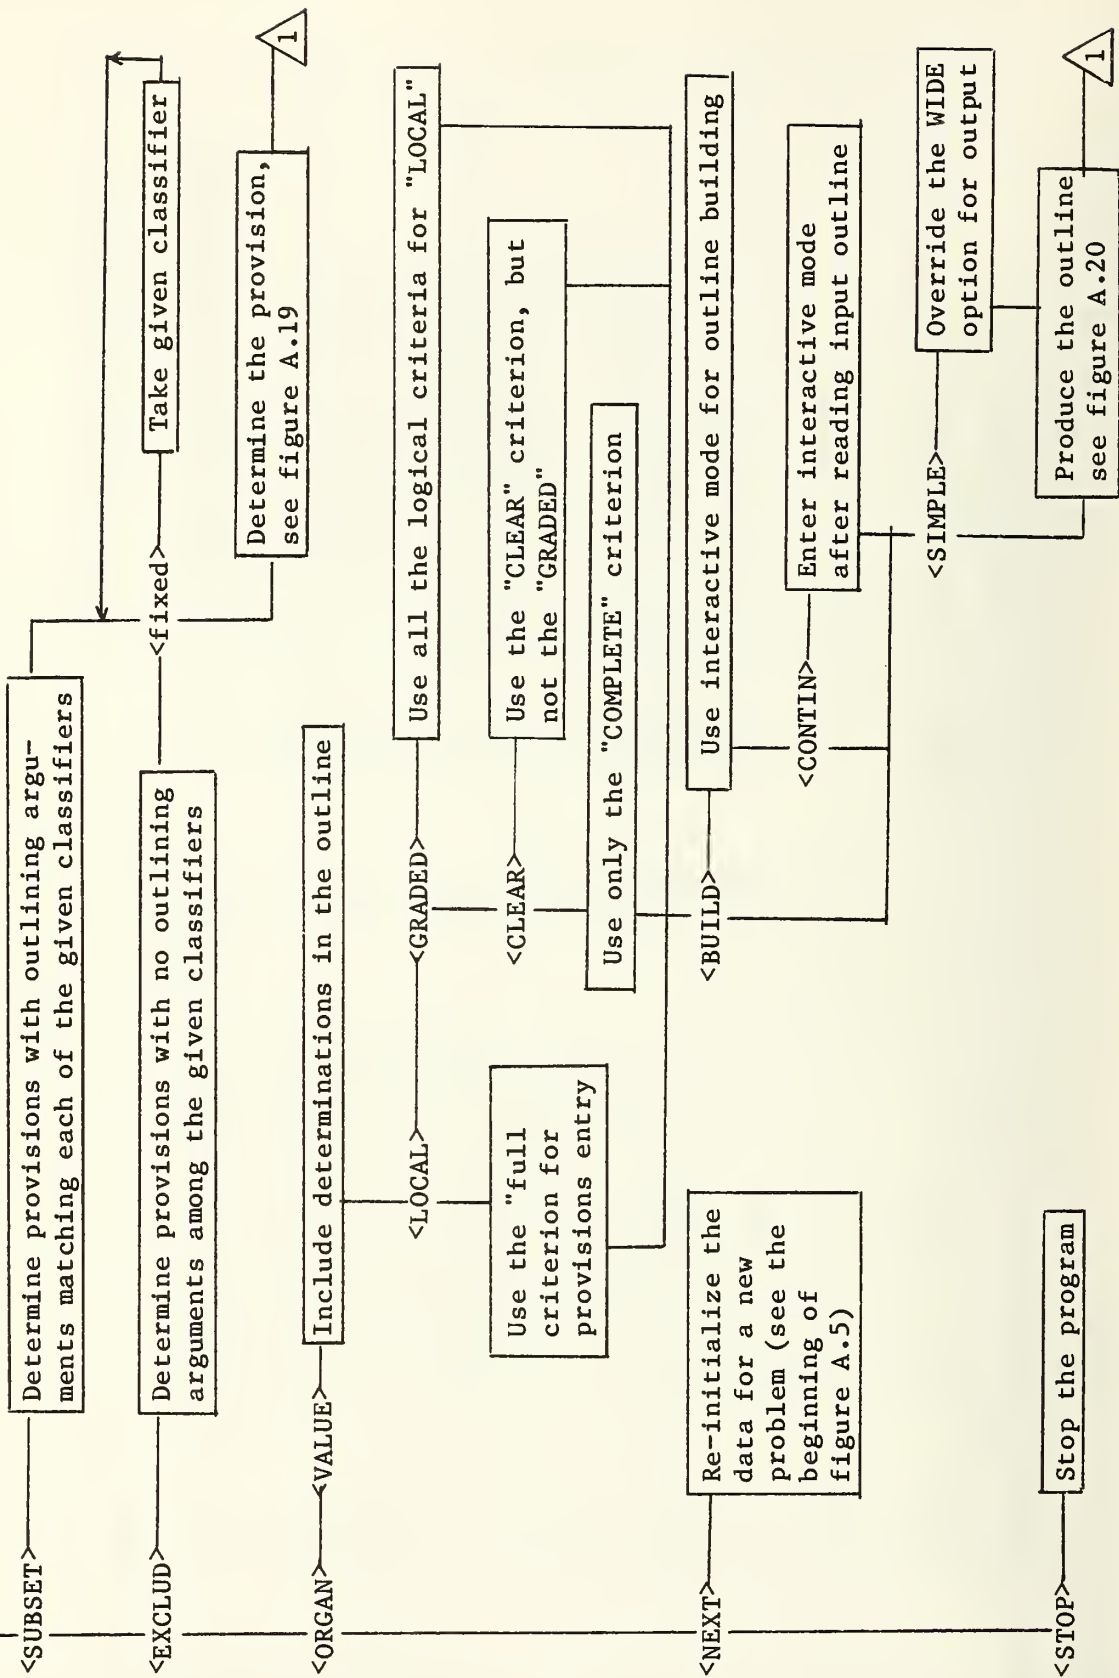 <SUBSET>
Determine provisions with outlining argu-
ments matching each of the given classifiers
<EXCLUD>
Determine provisions with no outlining
arguments among the given classifiers
<fixed>
Take given classifier
Determine the provision,
see figure A.19
1
<ORGAN>
<VALUE>
Include determinations in the outline
<LOCAL>
<GRADED>
Use all the logical criteria for "LOCAL"
<CLEAR>
Use the "CLEAR" criterion, but
not the "GRADED"
Use the "full
criterion for
provisions entry
Use only the "COMPLETE" criterion
<BUILD>
Use interactive mode for outline building
<CONTIN>
Enter interactive mode
after reading input outline
<SIMPLE>
Override the WIDE
option for output
Produce the outline
see figure A.20
1
<NEXT>
Re-initialize the
data for a new
problem (see the
beginning of
figure A.5)
<STOP>
Stop the program